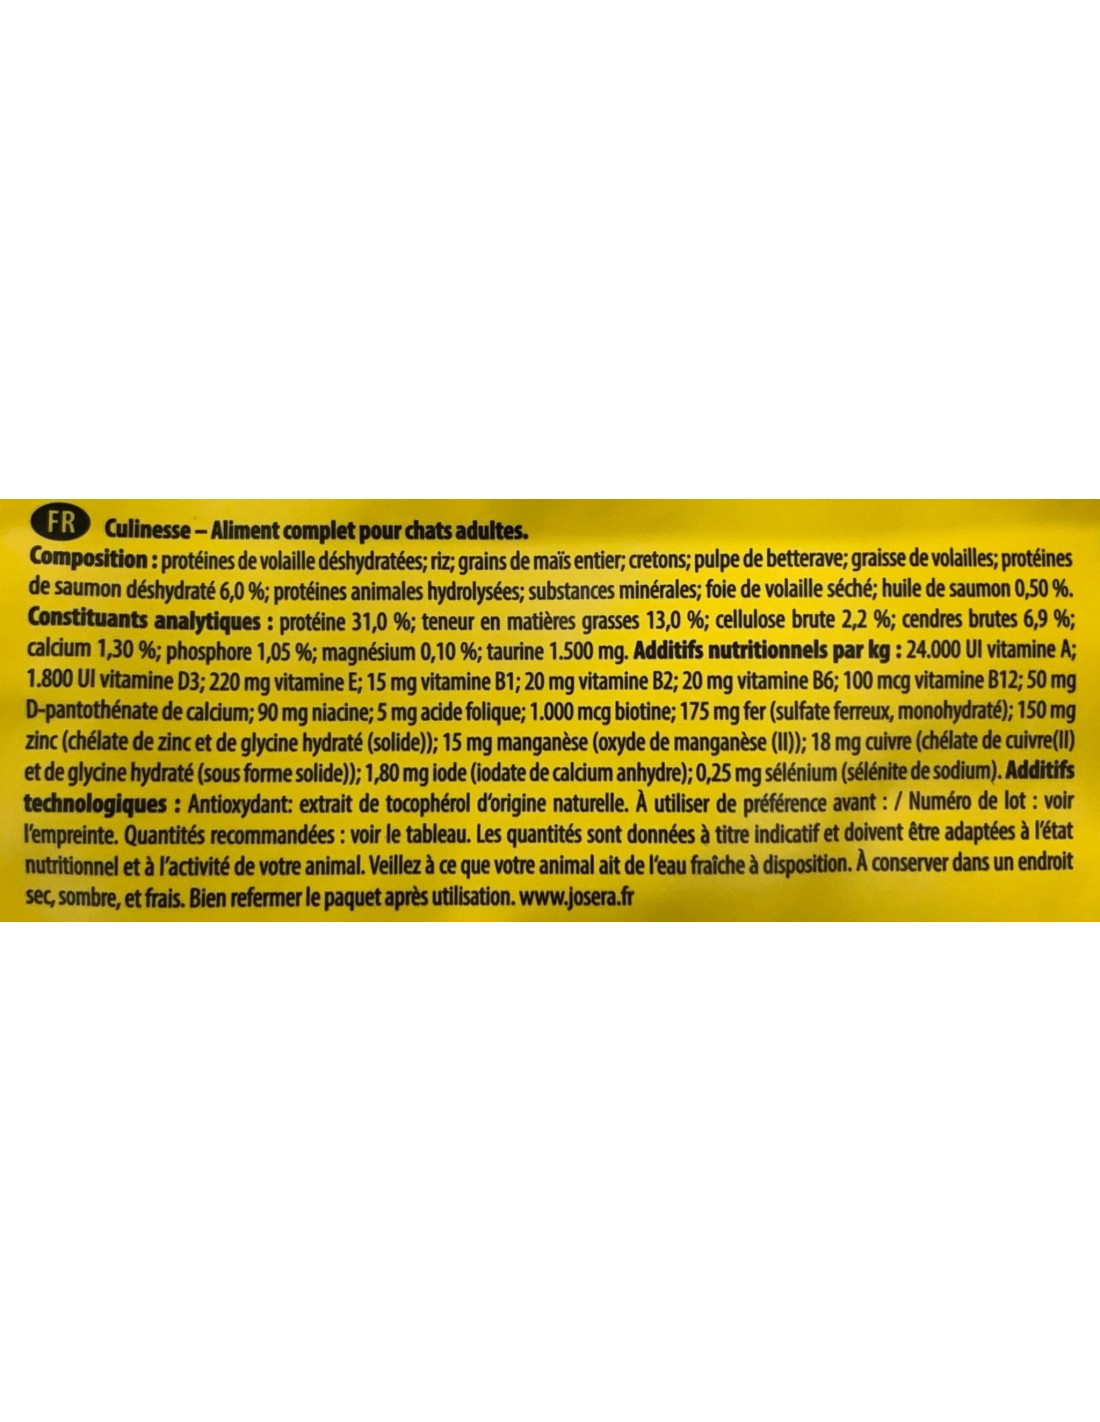 FR Culinesse – Aliment complet pour chats adultes.
Composition : protéines de volaille déshydratées; riz; grains de maïs entier; cretons; pulpe de betterave; graisse de volailles; protéines
de saumon déshydraté 6,0 %; protéines animales hydrolysées; substances minérales; foie de volaille séché; huile de saumon 0,50 %.
Constituants analytiques : protéine 31,0 %; teneur en matières grasses 13,0 %; cellulose brute 2,2 %; cendres brutes 6,9 %;
calcium 1,30 %; phosphore 1,05 %; magnésium 0,10 %; taurine 1.500 mg. Additifs nutritionnels par kg : 24.000 UI vitamine A;
1.800 UI vitamine D3; 220 mg vitamine E; 15 mg vitamine B1; 20 mg vitamine B2; 20 mg vitamine B6; 100 mcg vitamine B12; 50 mg
D-pantothénate de calcium; 90 mg niacine; 5 mg acide folique; 1.000 mcg biotine; 175 mg fer (sulfate ferreux, monohydraté); 150 mg
zinc (chélate de zinc et de glycine hydraté (solide)); 15 mg manganèse (oxyde de manganèse (II)); 18 mg cuivre (chélate de cuivre(II)
et de glycine hydraté (sous forme solide)); 1,80 mg iode (iodate de calcium anhydre); 0,25 mg sélénium (sélénite de sodium). Additifs
technologiques : Antioxydant: extrait de tocophérol d'origine naturelle. À utiliser de préférence avant : / Numéro de lot : voir
l'empreinte. Quantités recommandées : voir le tableau. Les quantités sont données à titre indicatif et doivent être adaptées à l'état
nutritionnel et à l'activité de votre animal. Veillez à ce que votre animal ait de l'eau fraîche à disposition. À conserver dans un endroit
sec, sombre, et frais. Bien refermer le paquet après utilisation. www.josera.fr